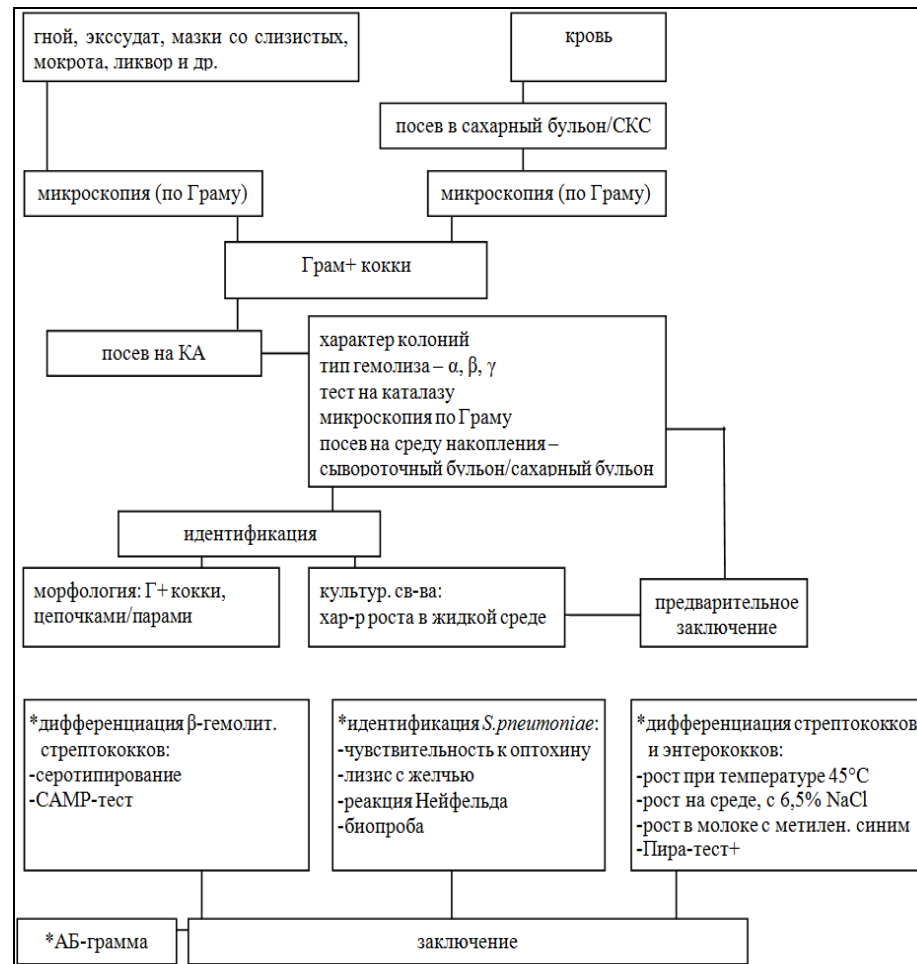 гной, экссудат, мазки со слизистых,
мокрота, ликвор и др.
кровь
посев в сахарный бульон/СКС
микроскопия (по Граму)
микроскопия (по Граму)
Грам+ кокки
посев на КА
характер колоний
тип гемолиза – α, β, γ
тест на каталазу
микроскопия по Граму
посев на среду накопления –
сывороточный бульон/сахарный бульон
идентификация
морфология: Г+ кокки,
цепочками/парами
культур. св-ва:
хар-р роста в жидкой среде
предварительное
заключение
*дифференциация β-гемолит.
стрептококков:
-серотипирование
-CAMP-тест
*идентификация S.pneumoniae:
-чувствительность к оптохину
-лизис с желчью
-реакция Нейфельда
-биопроба
*дифференциация стрептококков
и энтерококков:
-рост при температуре 45°С
-рост на среде, с 6,5% NaCl
-рост в молоке с метилен. синим
-Пира-тест+
*АБ-грамма
заключение